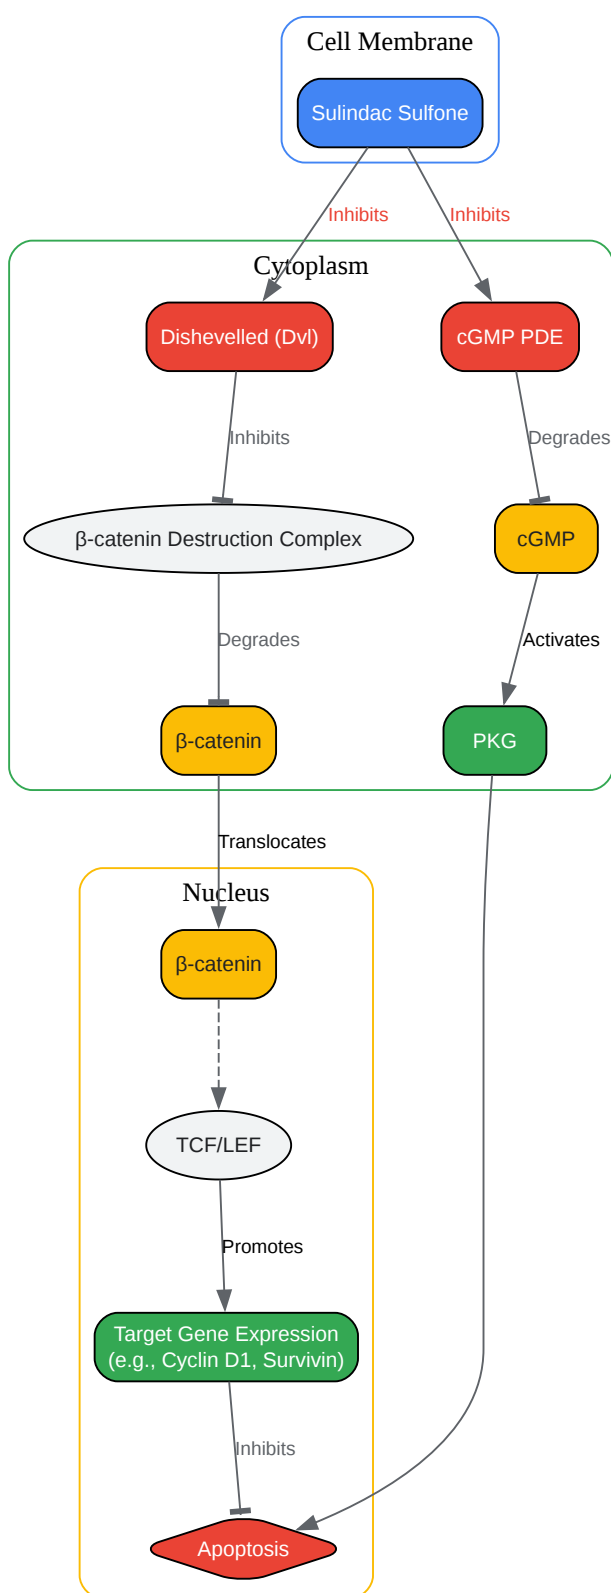 Cell Membrane
Sulindac Sulfone
Inhibits
Inhibits
Cytoplasm
Dishevelled (Dvl)
cGMP PDE
Inhibits
Degrades
β-catenin Destruction Complex
cGMP
Degrades
Activates
β-catenin
PKG
Translocates
Nucleus
β-catenin
TCF/LEF
Promotes
Target Gene Expression
(e.g., Cyclin D1, Survivin)
Inhibits
Apoptosis